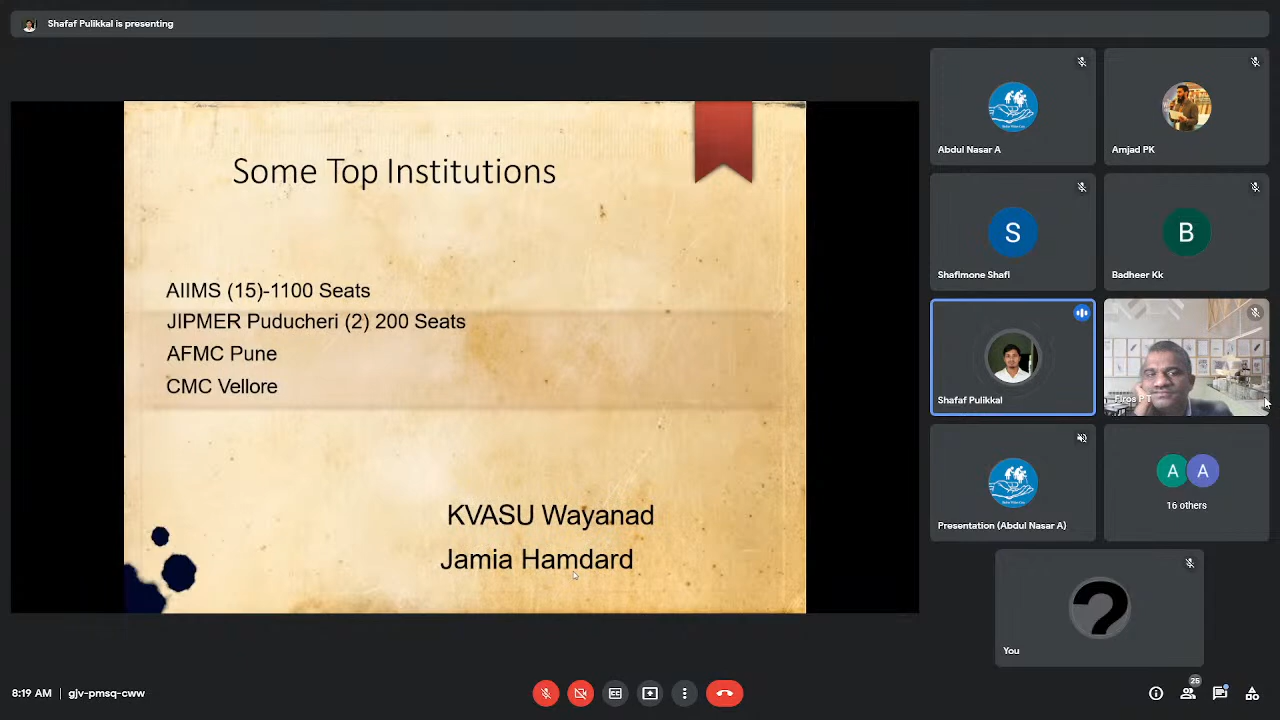 Shafaf Pulikkal is presenting
Some Top Institutions
AIIMS (15)-1100 Seats
JIPMER Puducheri (2) 200 Seats
AFMC Pune
CMC Vellore
KVASU Wayanad
Jamia Hamdard
Abdul Nasar A
Amjad PK
S
Shafimone Shafi
B
Badheer Kk
Shafaf Pulikkal
Firos P T
Presentation (Abdul Nasar A)
A A
16 others
?
You
8:19 AM | gjv-pmsq-cww
25